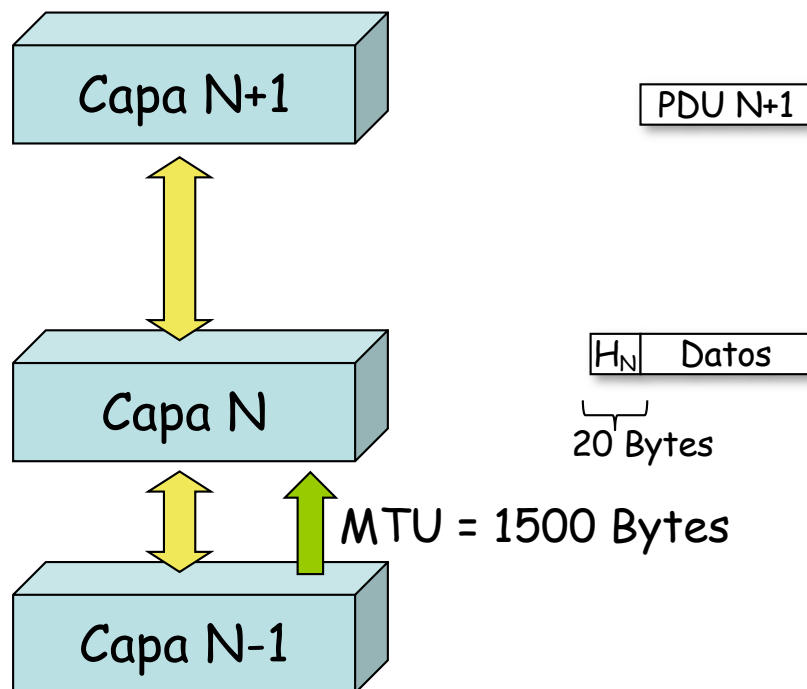 Capa N+1
PDU N+1
Capa N
HN Datos
20 Bytes
MTU = 1500 Bytes
Capa N-1